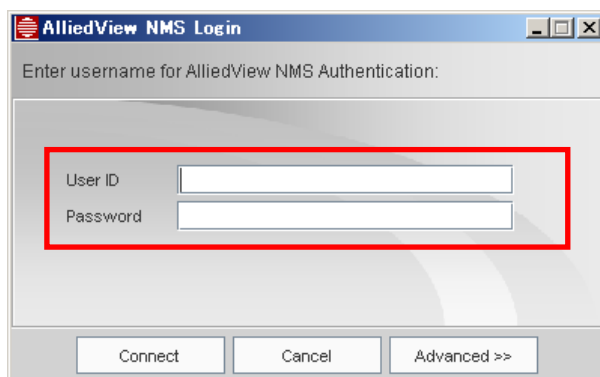 AlliedView NMS Login
Enter username for AlliedView NMS Authentication:
User ID
Password
Connect Cancel Advanced >>